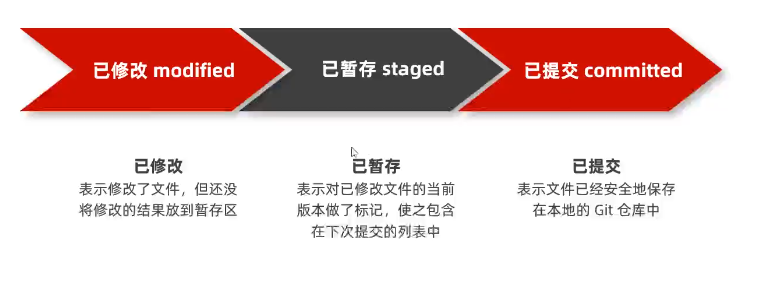 已修改 modified
已暂存 staged
已提交 committed
已修改
表示修改了文件，但还没
将修改的结果放到暂存区
已暂存
表示对已修改文件的当前
版本做了标记，使之包含
在下次提交的列表中
已提交
表示文件已经安全地保存
在本地的 Git 仓库中